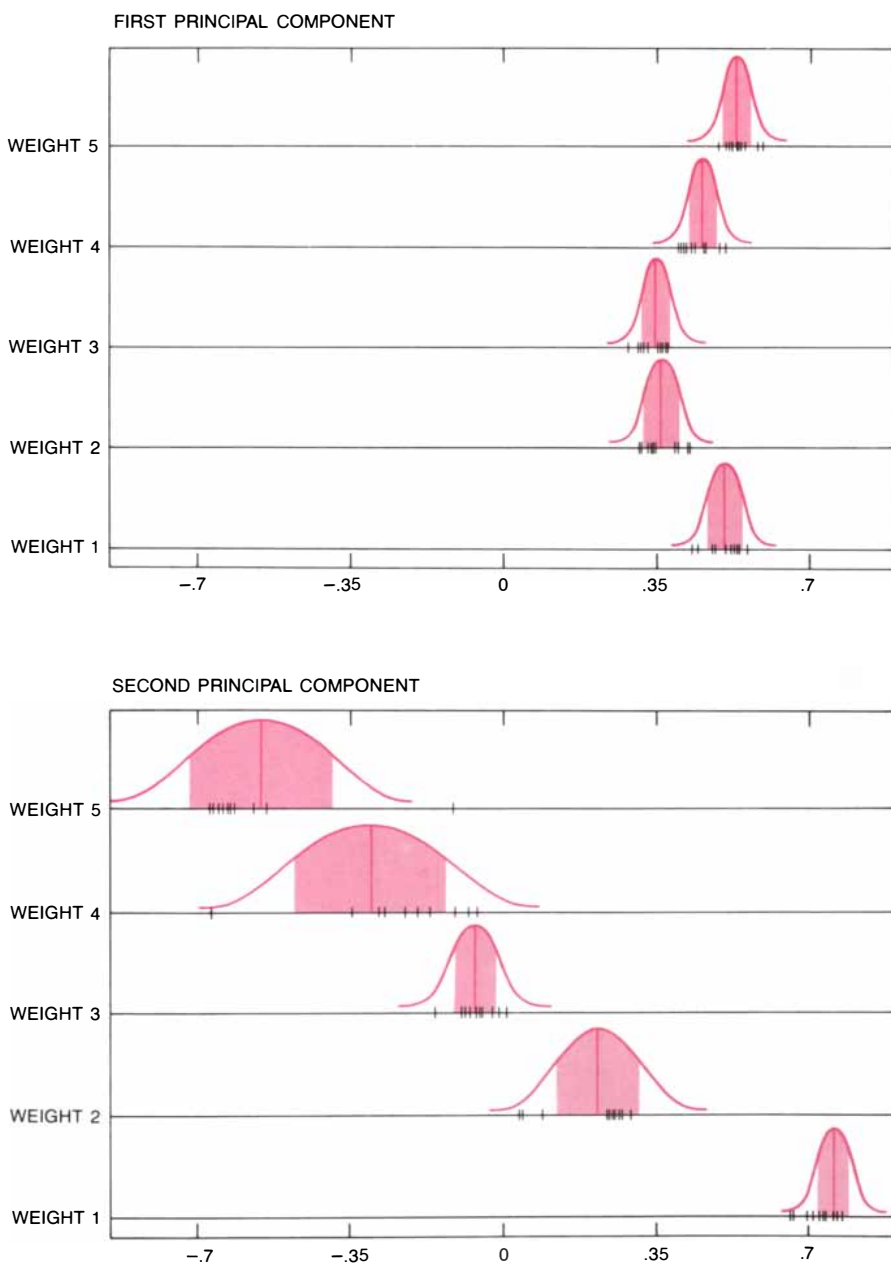 FIRST PRINCIPAL COMPONENT
WEIGHT 5
WEIGHT 4
WEIGHT 3
WEIGHT 2
WEIGHT 1
−.7 −.35 0 .35 .7
SECOND PRINCIPAL COMPONENT
WEIGHT 5
WEIGHT 4
WEIGHT 3
WEIGHT 2
WEIGHT 1
−.7 −.35 0 .35 .7